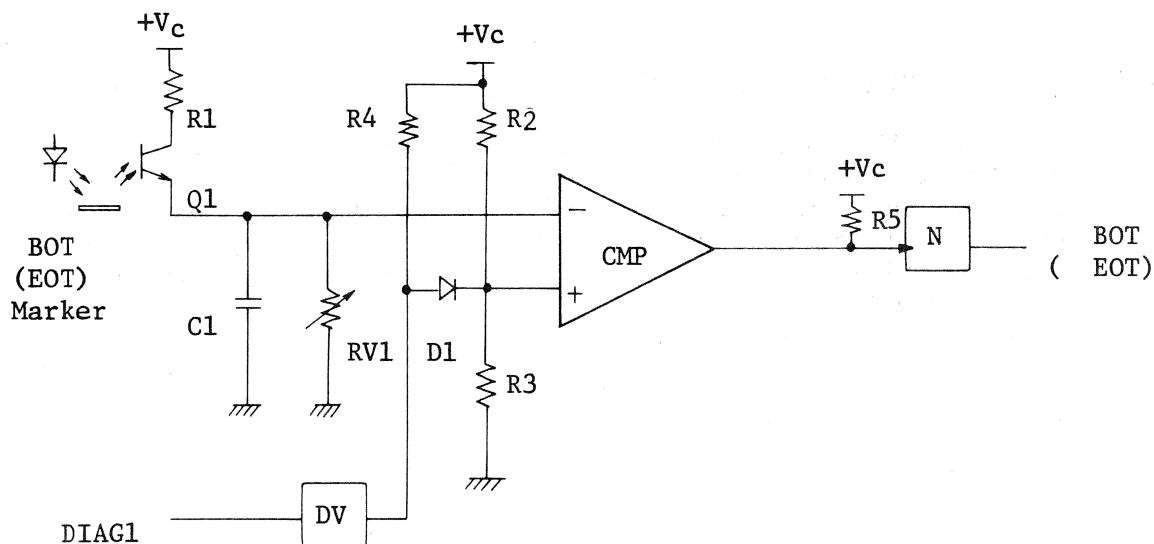 +Vc
+Vc
R1
R4
R2
Q1
+Vc
R5
N
BOT
( EOT)
BOT
(EOT)
Marker
−
CMP
+
C1
RV1
D1
R3
DV
DIAG1